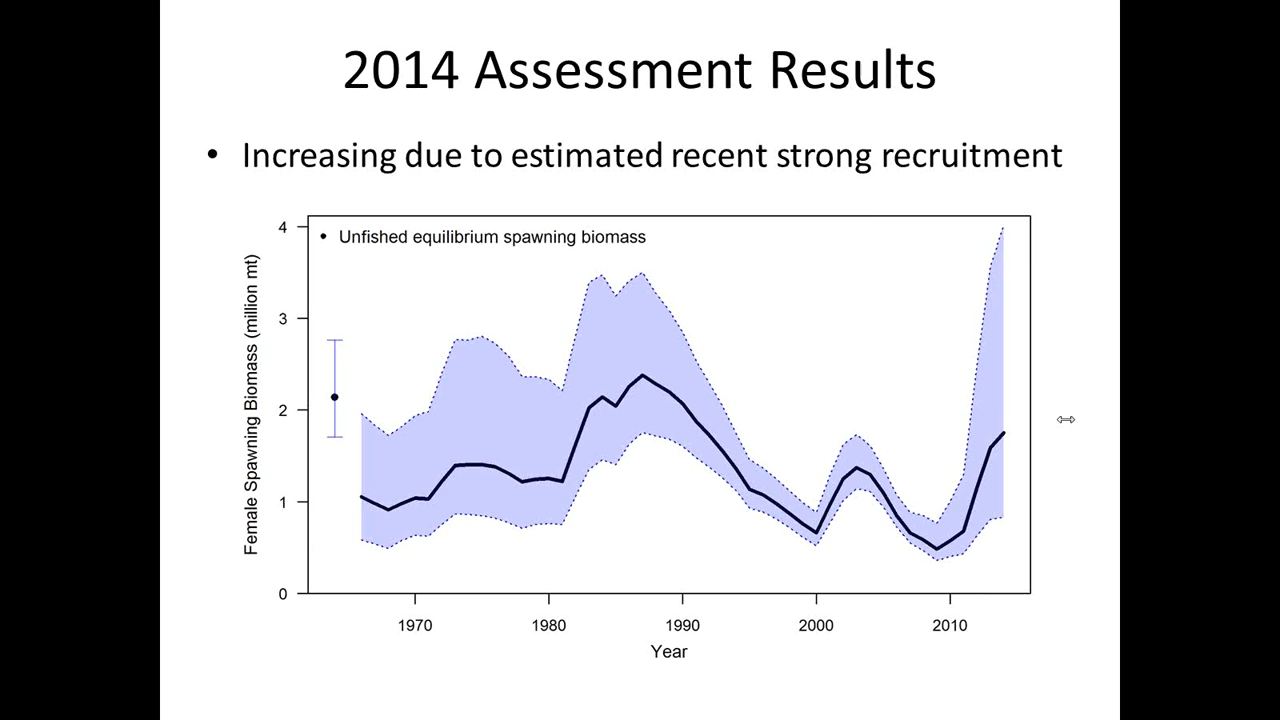 2014 Assessment Results
• Increasing due to estimated recent strong recruitment
• Unfished equilibrium spawning biomass
Female Spawning Biomass (million mt)
4
3
2
1
0
1970 1980 1990 2000 2010
Year